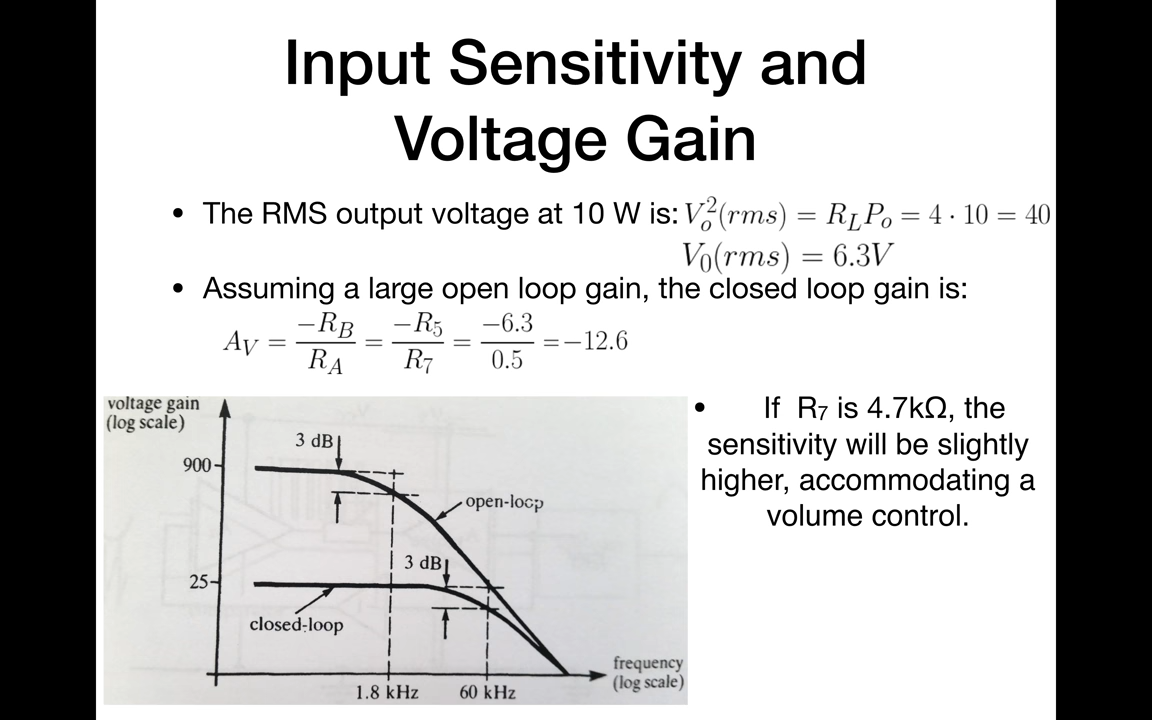 Input Sensitivity and
Voltage Gain
• The RMS output voltage at 10 W is: V_o^2(rms) = R_L P_o = 4 · 10 = 40
V_0(rms) = 6.3V
• Assuming a large open loop gain, the closed loop gain is:
A_V = -R_B/R_A = -R_5/R_7 = -6.3/0.5 = -12.6
voltage gain
(log scale)
3 dB
900
open-loop
3 dB
25
closed-loop
frequency
(log scale)
1.8 kHz 60 kHz
• If R₇ is 4.7kΩ, the
sensitivity will be slightly
higher, accommodating a
volume control.